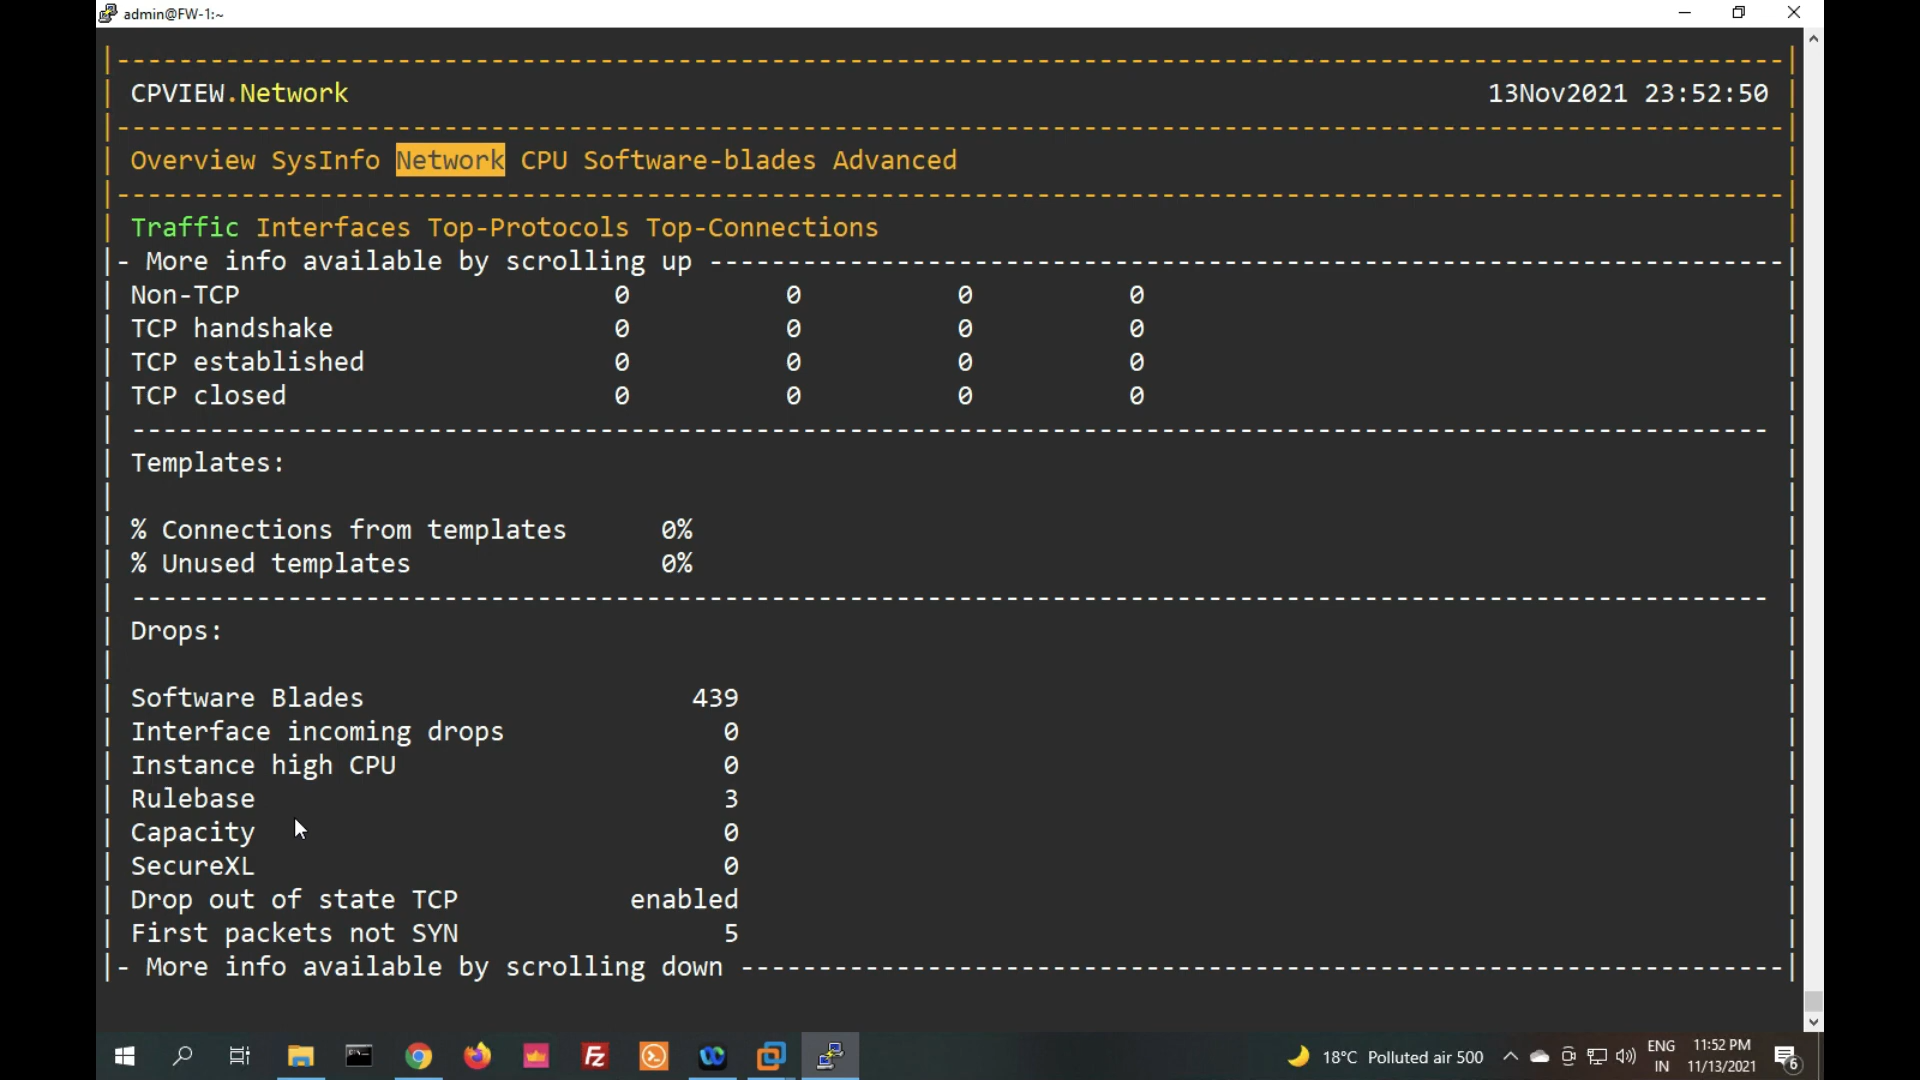 admin@FW-1:~
CPVIEW.Network 13Nov2021 23:52:50
Overview SysInfo Network CPU Software-blades Advanced
Traffic Interfaces Top-Protocols Top-Connections
- More info available by scrolling up
Non-TCP 0 0 0 0
TCP handshake 0 0 0 0
TCP established 0 0 0 0
TCP closed 0 0 0 0
Templates:
% Connections from templates 0%
% Unused templates 0%
Drops:
Software Blades 439
Interface incoming drops 0
Instance high CPU 0
Rulebase 3
Capacity 0
SecureXL 0
Drop out of state TCP enabled
First packets not SYN 5
- More info available by scrolling down
18°C Polluted air 500 ENG 11:52 PM
IN 11/13/2021 6